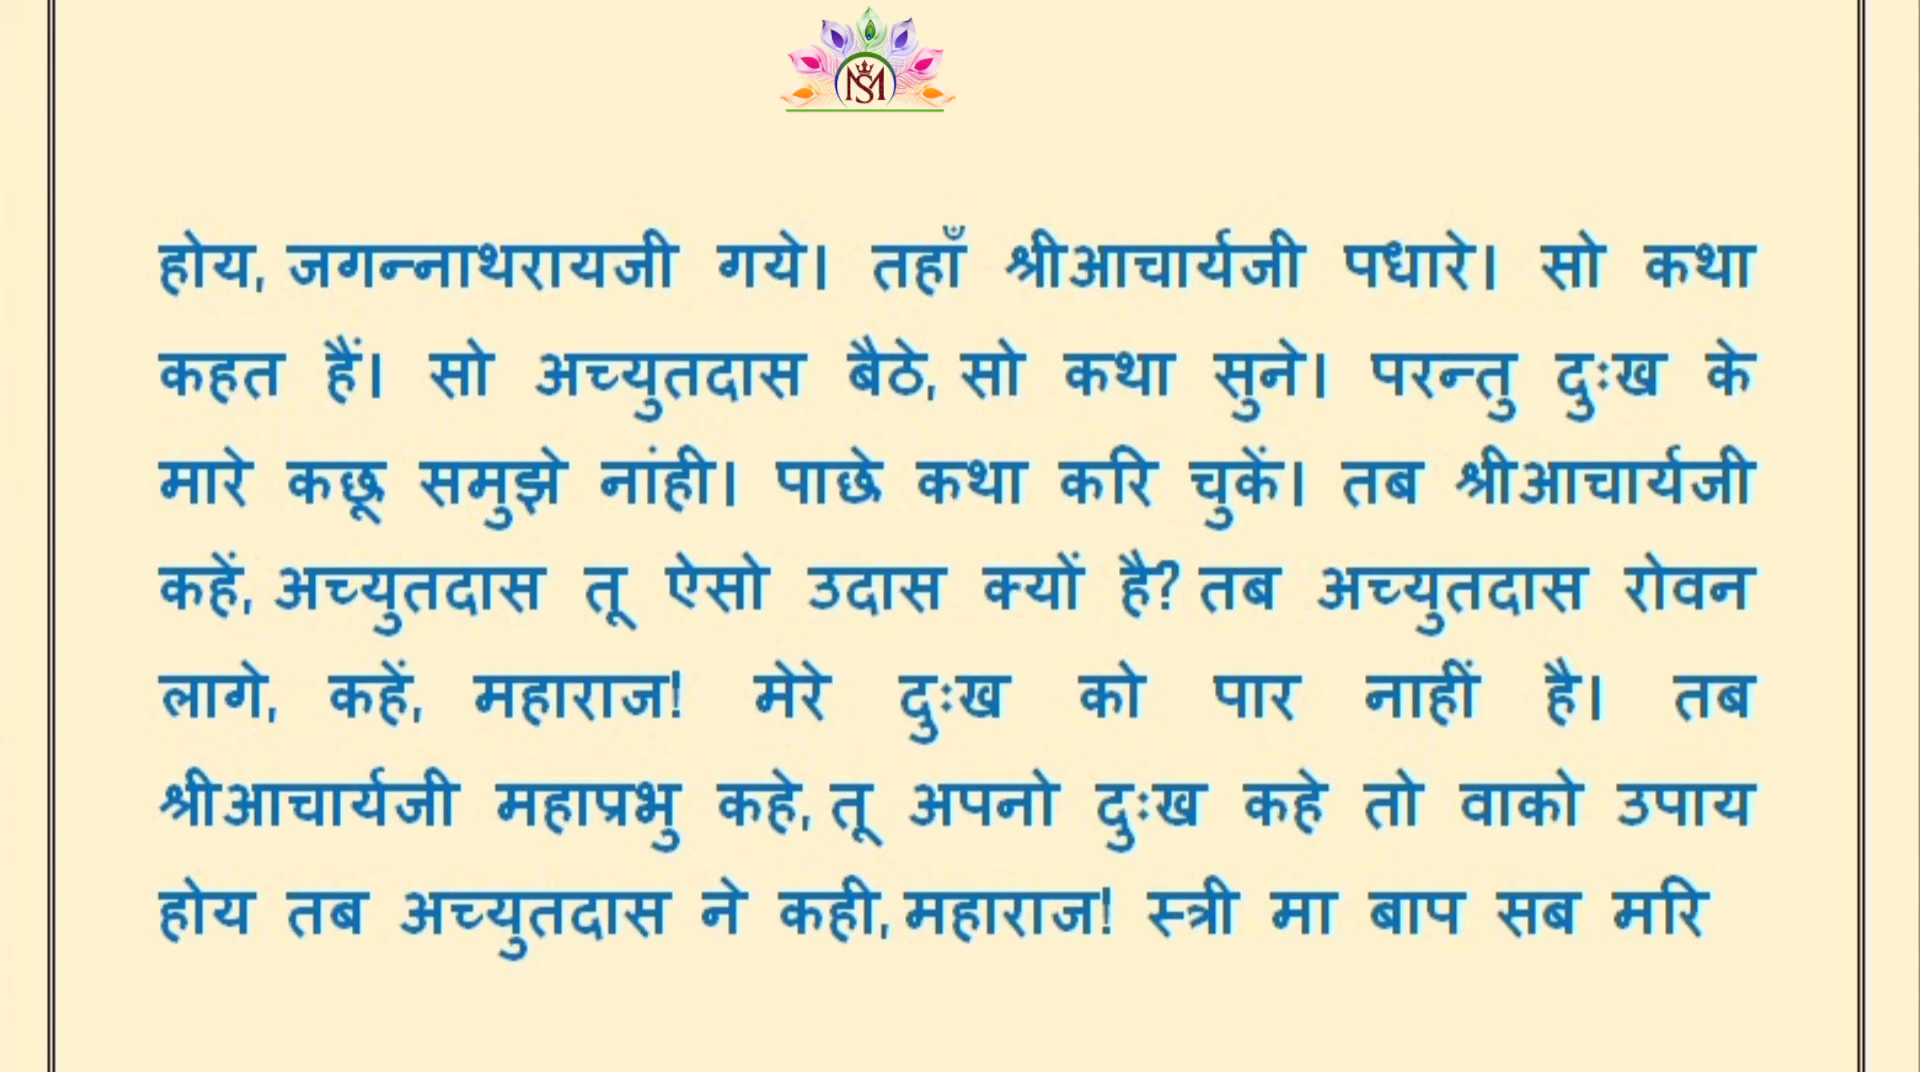 होय, जगन्नाथरायजी गये। तहाँ श्रीआचार्यजी पधारे। सो कथा
कहत हैं। सो अच्युतदास बैठे, सो कथा सुने। परन्तु दुःख के
मारे कछू समुझे नांही। पाछे कथा करि चुकें। तब श्रीआचार्यजी
कहें, अच्युतदास तू ऐसो उदास क्यों है? तब अच्युतदास रोवन
लागे, कहें, महाराज! मेरे दुःख को पार नाहीं है। तब
श्रीआचार्यजी महाप्रभु कहे, तू अपनो दुःख कहे तो वाको उपाय
होय तब अच्युतदास ने कही, महाराज! स्त्री मा बाप सब मरि